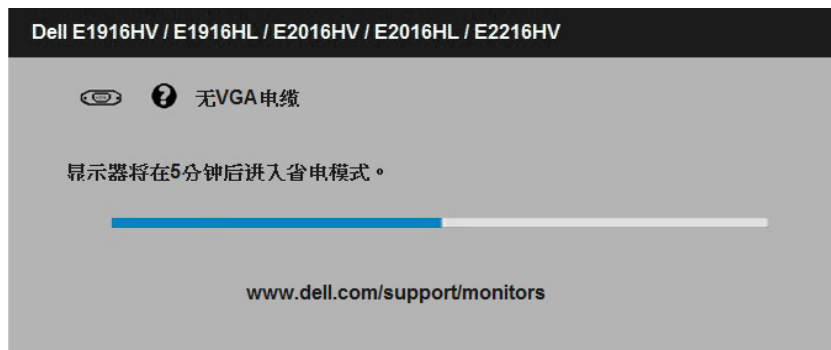 Dell E1916HV / E1916HL / E2016HV / E2016HL / E2216HV
无VGA电缆
显示器将在5分钟后进入省电模式。
www.dell.com/support/monitors